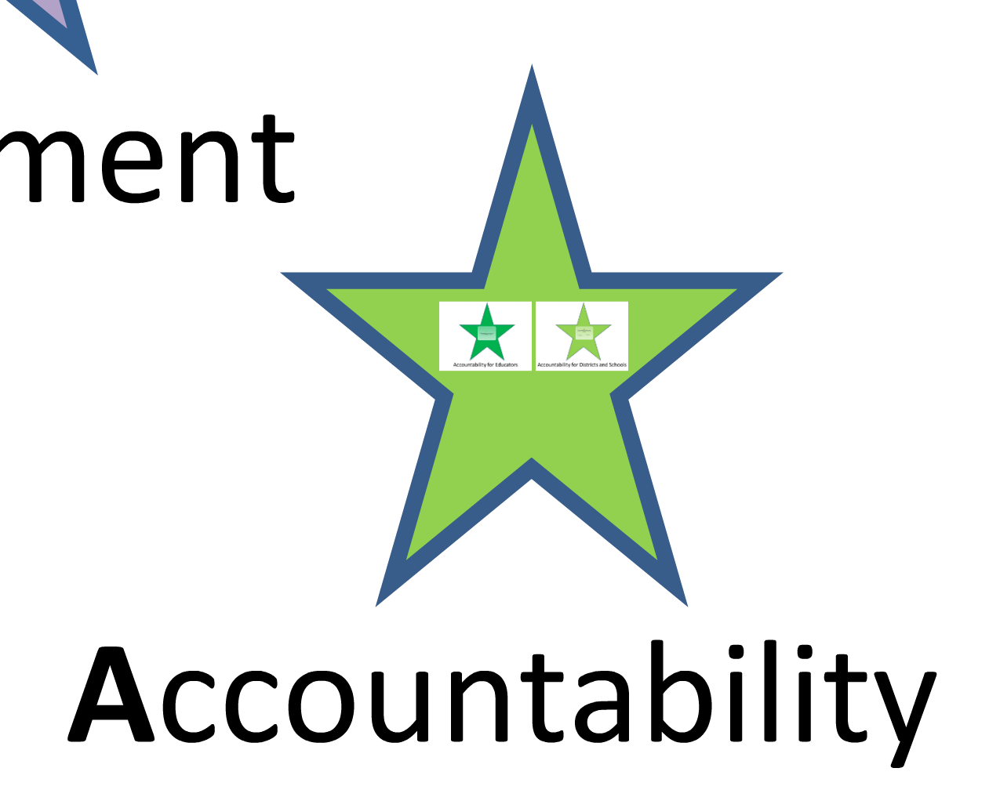 ment
Accountability for Educators
Accountability for Districts and Schools
Accountability